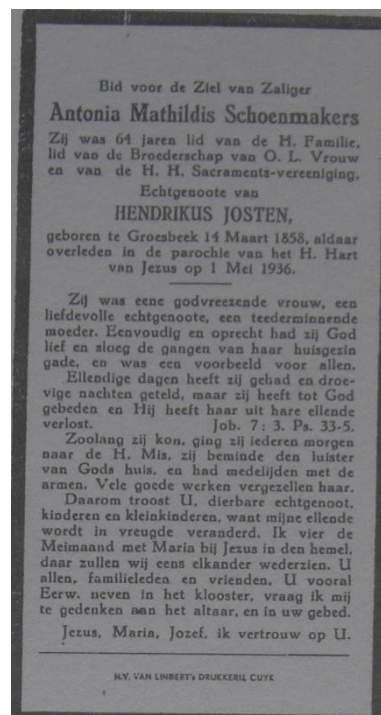 Bid voor de Ziel van Zaliger
Antonia Mathildis Schoenmakers
Zij was 64 jaren lid van de H. Familie,
lid van de Broederschap van O. L. Vrouw
en van de H. H. Sacraments-vereeniging,
Echtgenoote van
HENDRIKUS JOSTEN,
geboren te Groesbeek 14 Maart 1858, aldaar
overleden in de parochie van het H. Hart
van Jezus op 1 Mei 1936.
Zij was eene godvreezende vrouw, een
liefdevolle echtgenoote, een teederminnende
moeder. Eenvoudig en oprecht had zij God
lief en sloeg de gangen van haar huisgezin
gade, en was een voorbeeld voor allen.
Ellendige dagen heeft zij gehad en droe-
vige nachten geteld, maar zij heeft tot God
gebeden en Hij heeft haar uit hare ellende
verlost. Job. 7: 3. Ps. 33-5.
Zoolang zij kon, ging zij iederen morgen
naar de H. Mis, zij beminde den luister
van Gods huis, en had medelijden met de
armen. Vele goede werken vergezellen haar.
Daarom troost U, dierbare echtgenoot,
kinderen en kleinkinderen, want mijne ellende
wordt in vreugde veranderd. Ik vier de
Meimaand met Maria bij Jezus in den hemel,
daar zullen wij eens elkander wederzien. U
allen, familieleden en vrienden, U vooral
Eerw. neven in het klooster, vraag ik mij
te gedenken aan het altaar, en in uw gebed.
Jezus, Maria, Jozef, ik vertrouw op U.
N.V. VAN LINBERT's DRUKKERIJ, CUYK